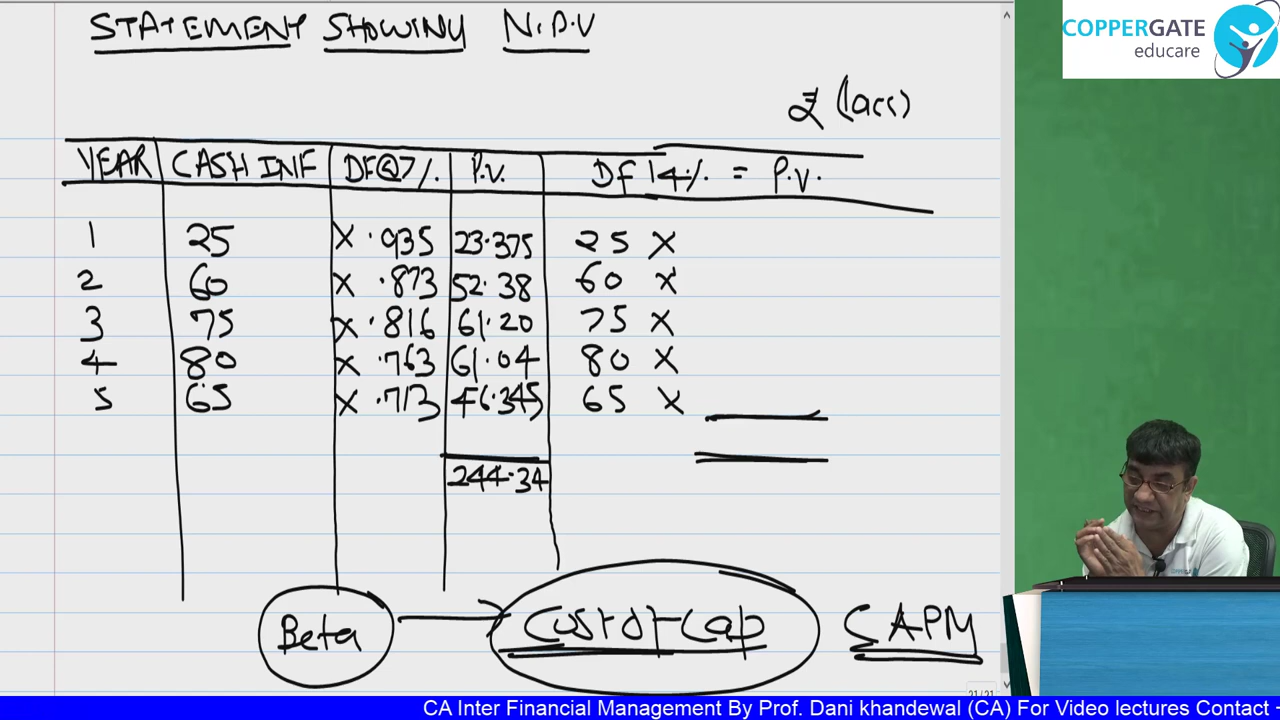 STATEMENT SHOWING N.P.V
COPPERGATE
educare
₹ (lacs)
YEAR CASH INF DF@7%. P.V. DF 14% = P.V.
1 25 X .935 23.375 25 X
2 60 X .873 52.38 60 X
3 75 X .816 61.20 75 X
4 80 X .763 61.04 80 X
5 65 X .713 46.345 65 X
244.34
Beta Cost of Cap CAPM
21/21
CA Inter Financial Management By Prof. Dani khandewal (CA) For Video lectures Contact -